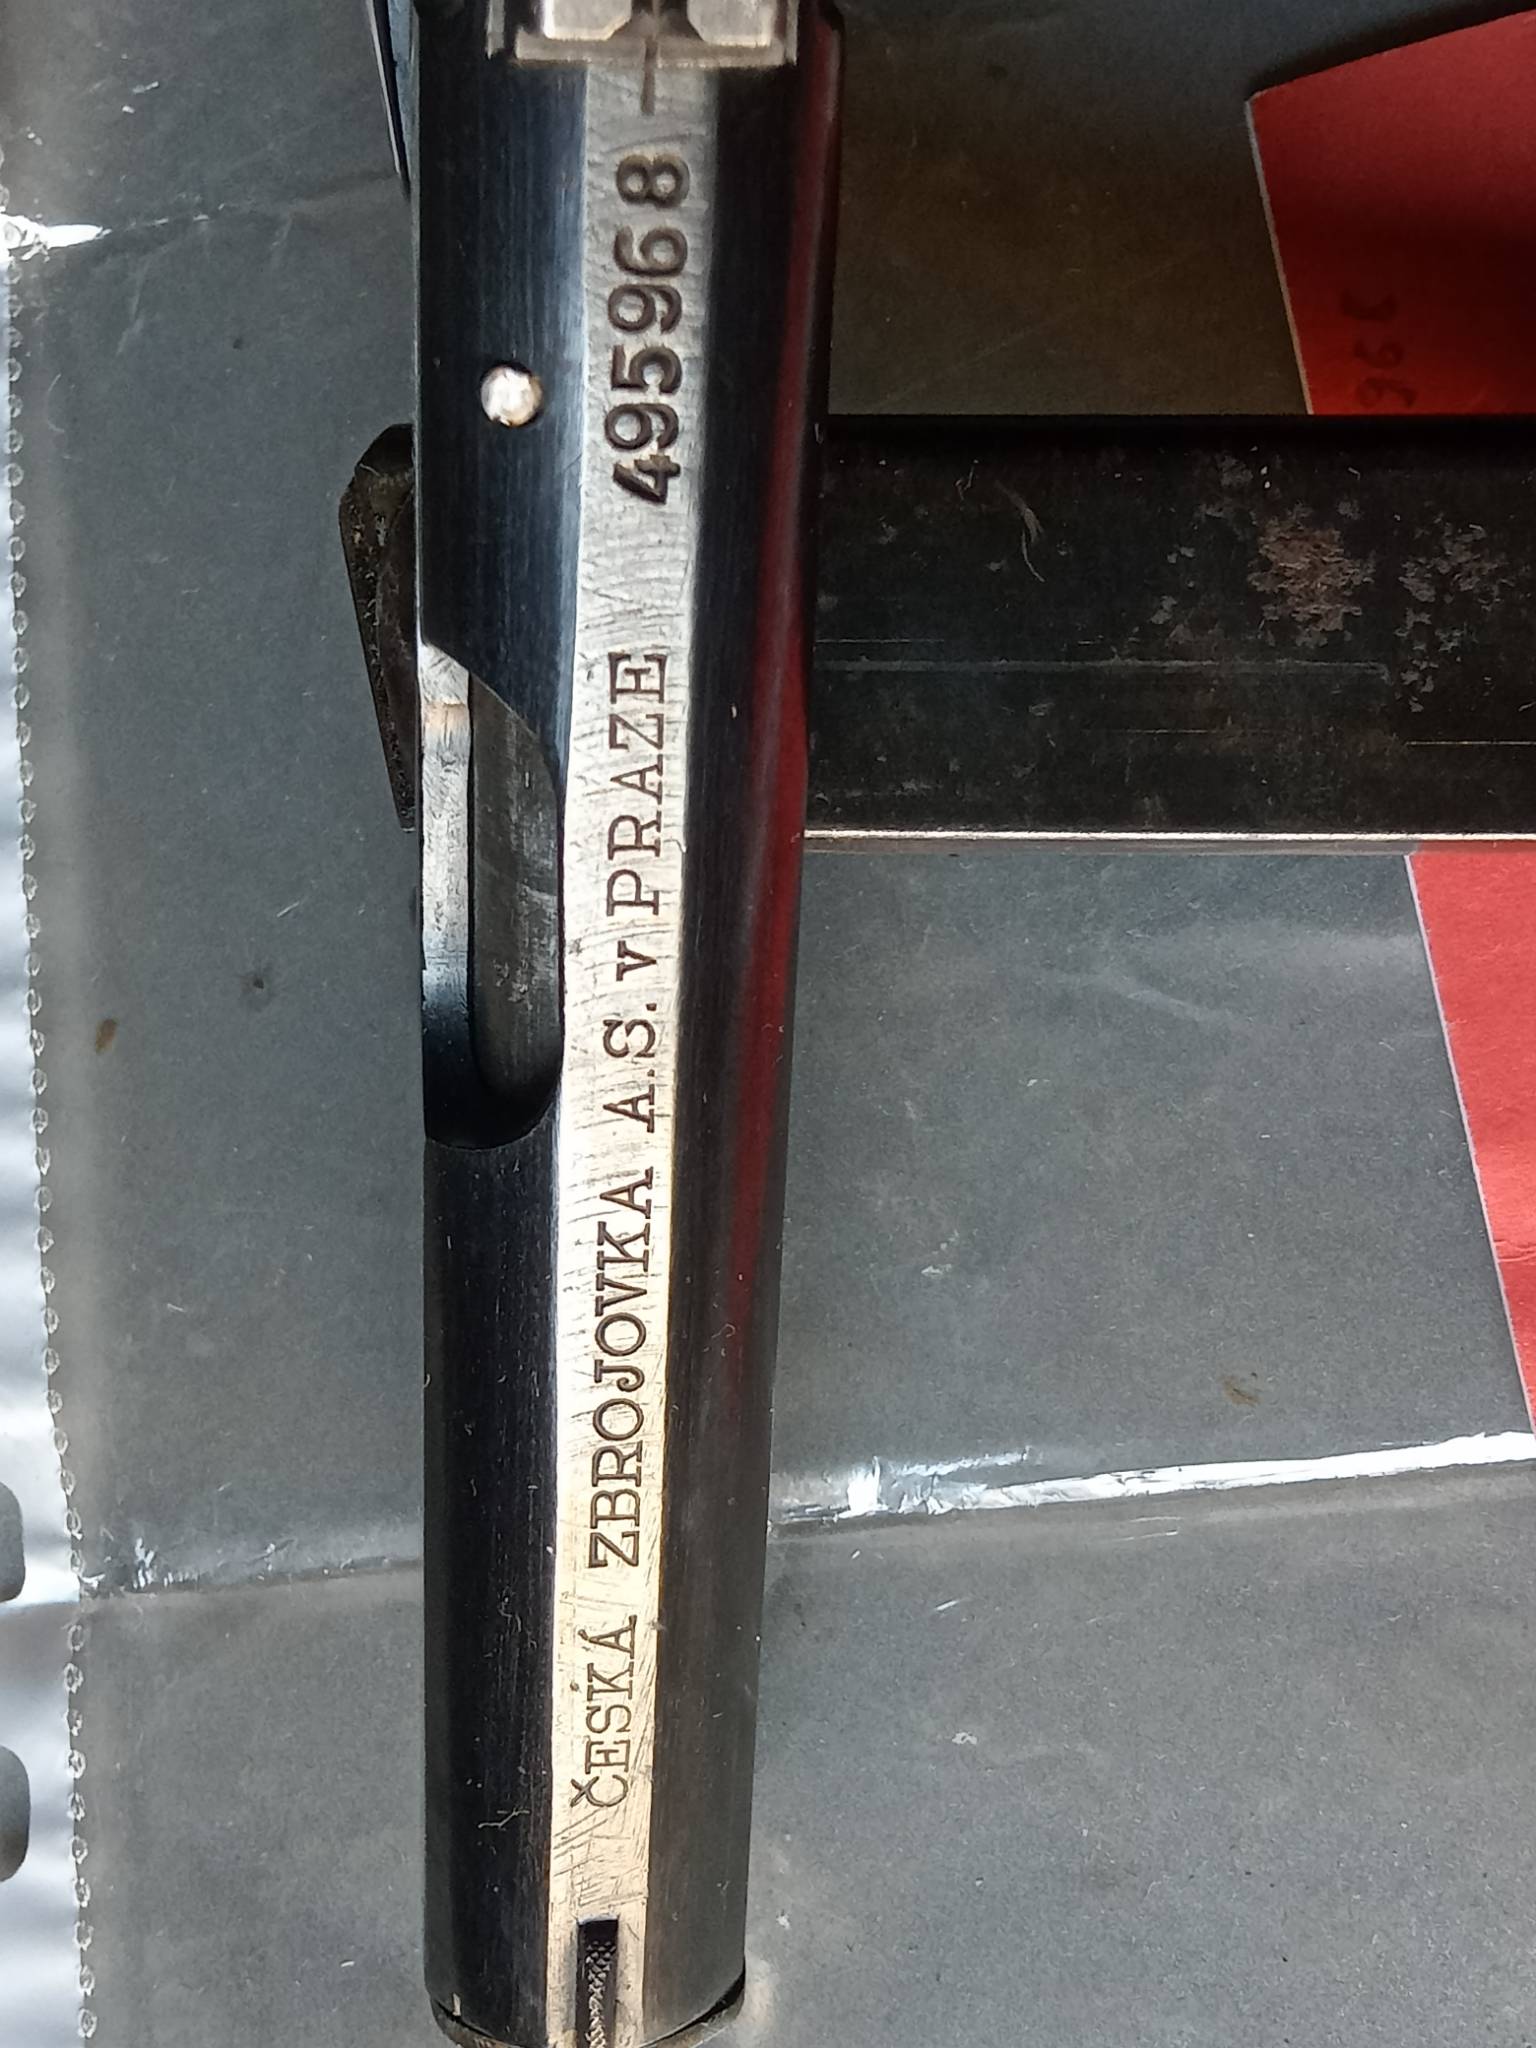 ČESKÁ ZBROJOVKA A.S. v PRAZE 495968